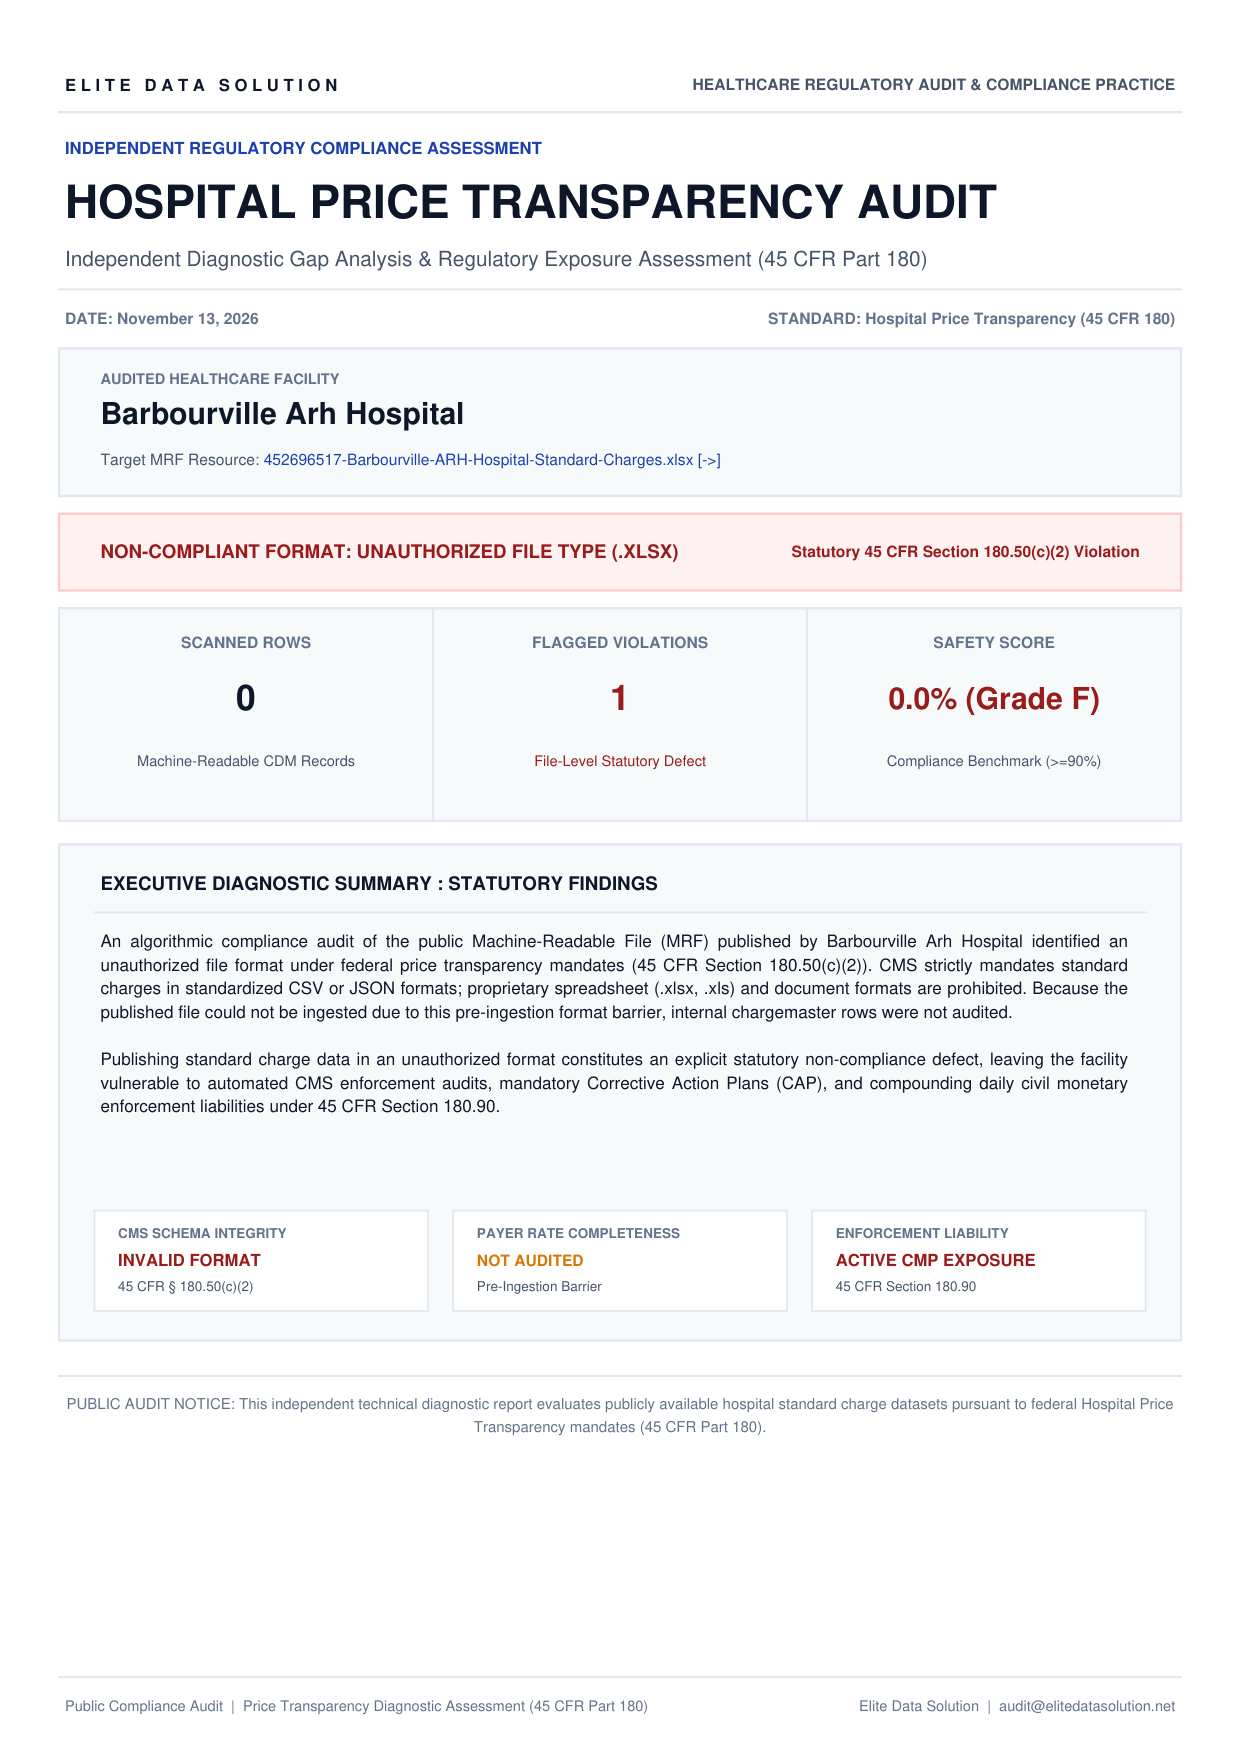 ELITE DATA SOLUTION
HEALTHCARE REGULATORY AUDIT & COMPLIANCE PRACTICE
INDEPENDENT REGULATORY COMPLIANCE ASSESSMENT
HOSPITAL PRICE TRANSPARENCY AUDIT
Independent Diagnostic Gap Analysis & Regulatory Exposure Assessment (45 CFR Part 180)
DATE: November 13, 2026
STANDARD: Hospital Price Transparency (45 CFR 180)
AUDITED HEALTHCARE FACILITY
Barbourville Arh Hospital
Target MRF Resource: 452696517-Barbourville-ARH-Hospital-Standard-Charges.xlsx [->]
NON-COMPLIANT FORMAT: UNAUTHORIZED FILE TYPE (.XLSX)
Statutory 45 CFR Section 180.50(c)(2) Violation
SCANNED ROWS
0
Machine-Readable CDM Records
FLAGGED VIOLATIONS
1
File-Level Statutory Defect
SAFETY SCORE
0.0% (Grade F)
Compliance Benchmark (>=90%)
EXECUTIVE DIAGNOSTIC SUMMARY : STATUTORY FINDINGS
An algorithmic compliance audit of the public Machine-Readable File (MRF) published by Barbourville Arh Hospital identified an
unauthorized file format under federal price transparency mandates (45 CFR Section 180.50(c)(2)). CMS strictly mandates standard
charges in standardized CSV or JSON formats; proprietary spreadsheet (.xlsx, .xls) and document formats are prohibited. Because the
published file could not be ingested due to this pre-ingestion format barrier, internal chargemaster rows were not audited.
Publishing standard charge data in an unauthorized format constitutes an explicit statutory non-compliance defect, leaving the facility
vulnerable to automated CMS enforcement audits, mandatory Corrective Action Plans (CAP), and compounding daily civil monetary
enforcement liabilities under 45 CFR Section 180.90.
CMS SCHEMA INTEGRITY
INVALID FORMAT
45 CFR § 180.50(c)(2)
PAYER RATE COMPLETENESS
NOT AUDITED
Pre-Ingestion Barrier
ENFORCEMENT LIABILITY
ACTIVE CMP EXPOSURE
45 CFR Section 180.90
PUBLIC AUDIT NOTICE: This independent technical diagnostic report evaluates publicly available hospital standard charge datasets pursuant to federal Hospital Price
Transparency mandates (45 CFR Part 180).
Public Compliance Audit | Price Transparency Diagnostic Assessment (45 CFR Part 180)
Elite Data Solution | audit@elitedatasolution.net